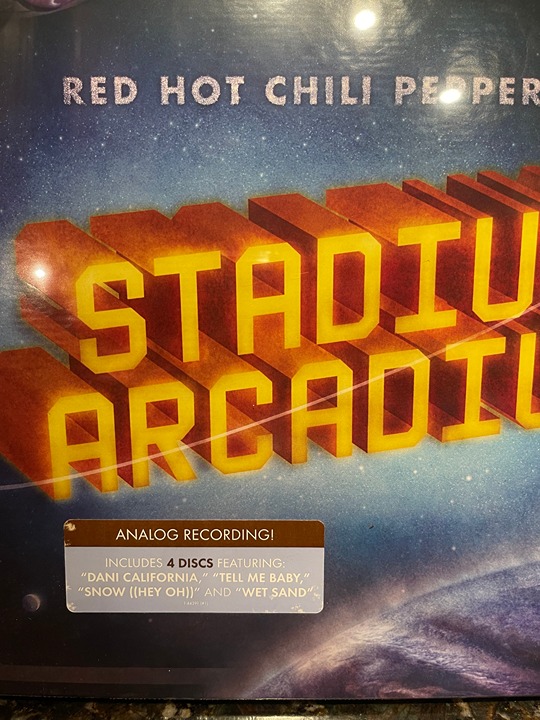 RED HOT CHILI PEPPER
STADIU
ARCADIU
ANALOG RECORDING!
INCLUDES 4 DISCS FEATURING:
“DANI CALIFORNIA,” “TELL ME BABY,”
“SNOW ((HEY OH))” AND “WET SAND”